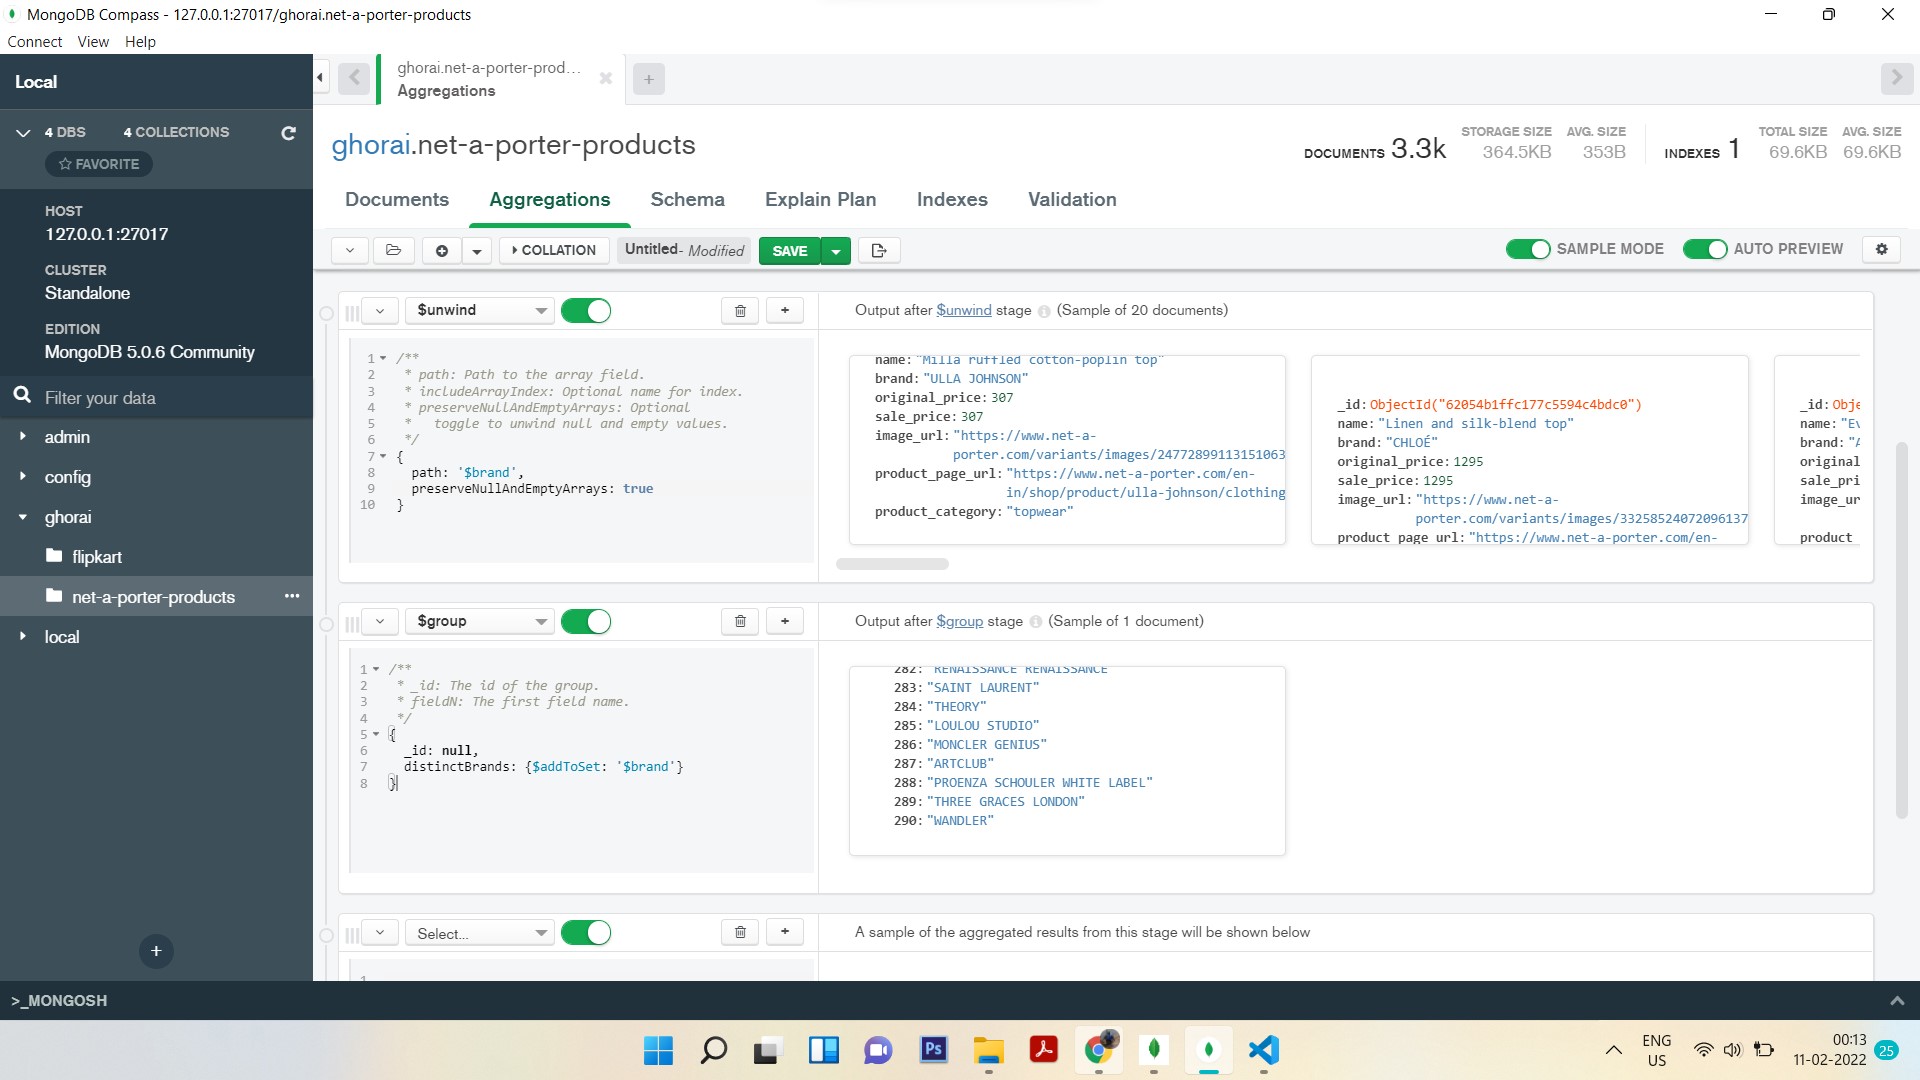 MongoDB Compass - 127.0.0.1:27017/ghorai.net-a-porter-products
Connect View Help
Local
ghorai.net-a-porter-prod...
Aggregations
4 DBS 4 COLLECTIONS
FAVORITE
HOST
127.0.0.1:27017
CLUSTER
Standalone
EDITION
MongoDB 5.0.6 Community
Filter your data
admin
config
ghorai
flipkart
net-a-porter-products
local
ghorai.net-a-porter-products
DOCUMENTS 3.3k STORAGE SIZE 364.5KB AVG. SIZE 353B INDEXES 1 TOTAL SIZE 69.6KB AVG. SIZE 69.6KB
Documents Aggregations Schema Explain Plan Indexes Validation
COLLATION Untitled- Modified SAVE SAMPLE MODE AUTO PREVIEW
$unwind
1 /**
2 * path: Path to the array field.
3 * includeArrayIndex: Optional name for index.
4 * preserveNullAndEmptyArrays: Optional
5 * toggle to unwind null and empty values.
6 */
7 {
8 path: '$brand',
9 preserveNullAndEmptyArrays: true
10 }
Output after $unwind stage (Sample of 20 documents)
name: "Milla ruffled cotton-poplin top"
brand: "ULLA JOHNSON"
original_price: 307
sale_price: 307
image_url: "https://www.net-a-
porter.com/variants/images/24772899113151063
product_page_url: "https://www.net-a-porter.com/en-
in/shop/product/ulla-johnson/clothing
product_category: "topwear"
_id: ObjectId("62054b1ffc177c5594c4bdc0")
name: "Linen and silk-blend top"
brand: "CHLOÉ"
original_price: 1295
sale_price: 1295
image_url: "https://www.net-a-
porter.com/variants/images/33258524072096137
product_page_url: "https://www.net-a-porter.com/en-
_id: Obje
name: "Ev
brand: "A
original
sale_pri
image_ur
product
$group
1 /**
2 * _id: The id of the group.
3 * fieldN: The first field name.
4 */
5 {
6 _id: null,
7 distinctBrands: {$addToSet: '$brand'}
8 }
Output after $group stage (Sample of 1 document)
282: "RENAISSANCE RENAISSANCE
283: "SAINT LAURENT"
284: "THEORY"
285: "LOULOU STUDIO"
286: "MONCLER GENIUS"
287: "ARTCLUB"
288: "PROENZA SCHOULER WHITE LABEL"
289: "THREE GRACES LONDON"
290: "WANDLER"
Select...
A sample of the aggregated results from this stage will be shown below
1
>_MONGOSH
Ps
ENG
US
00:13
11-02-2022
25